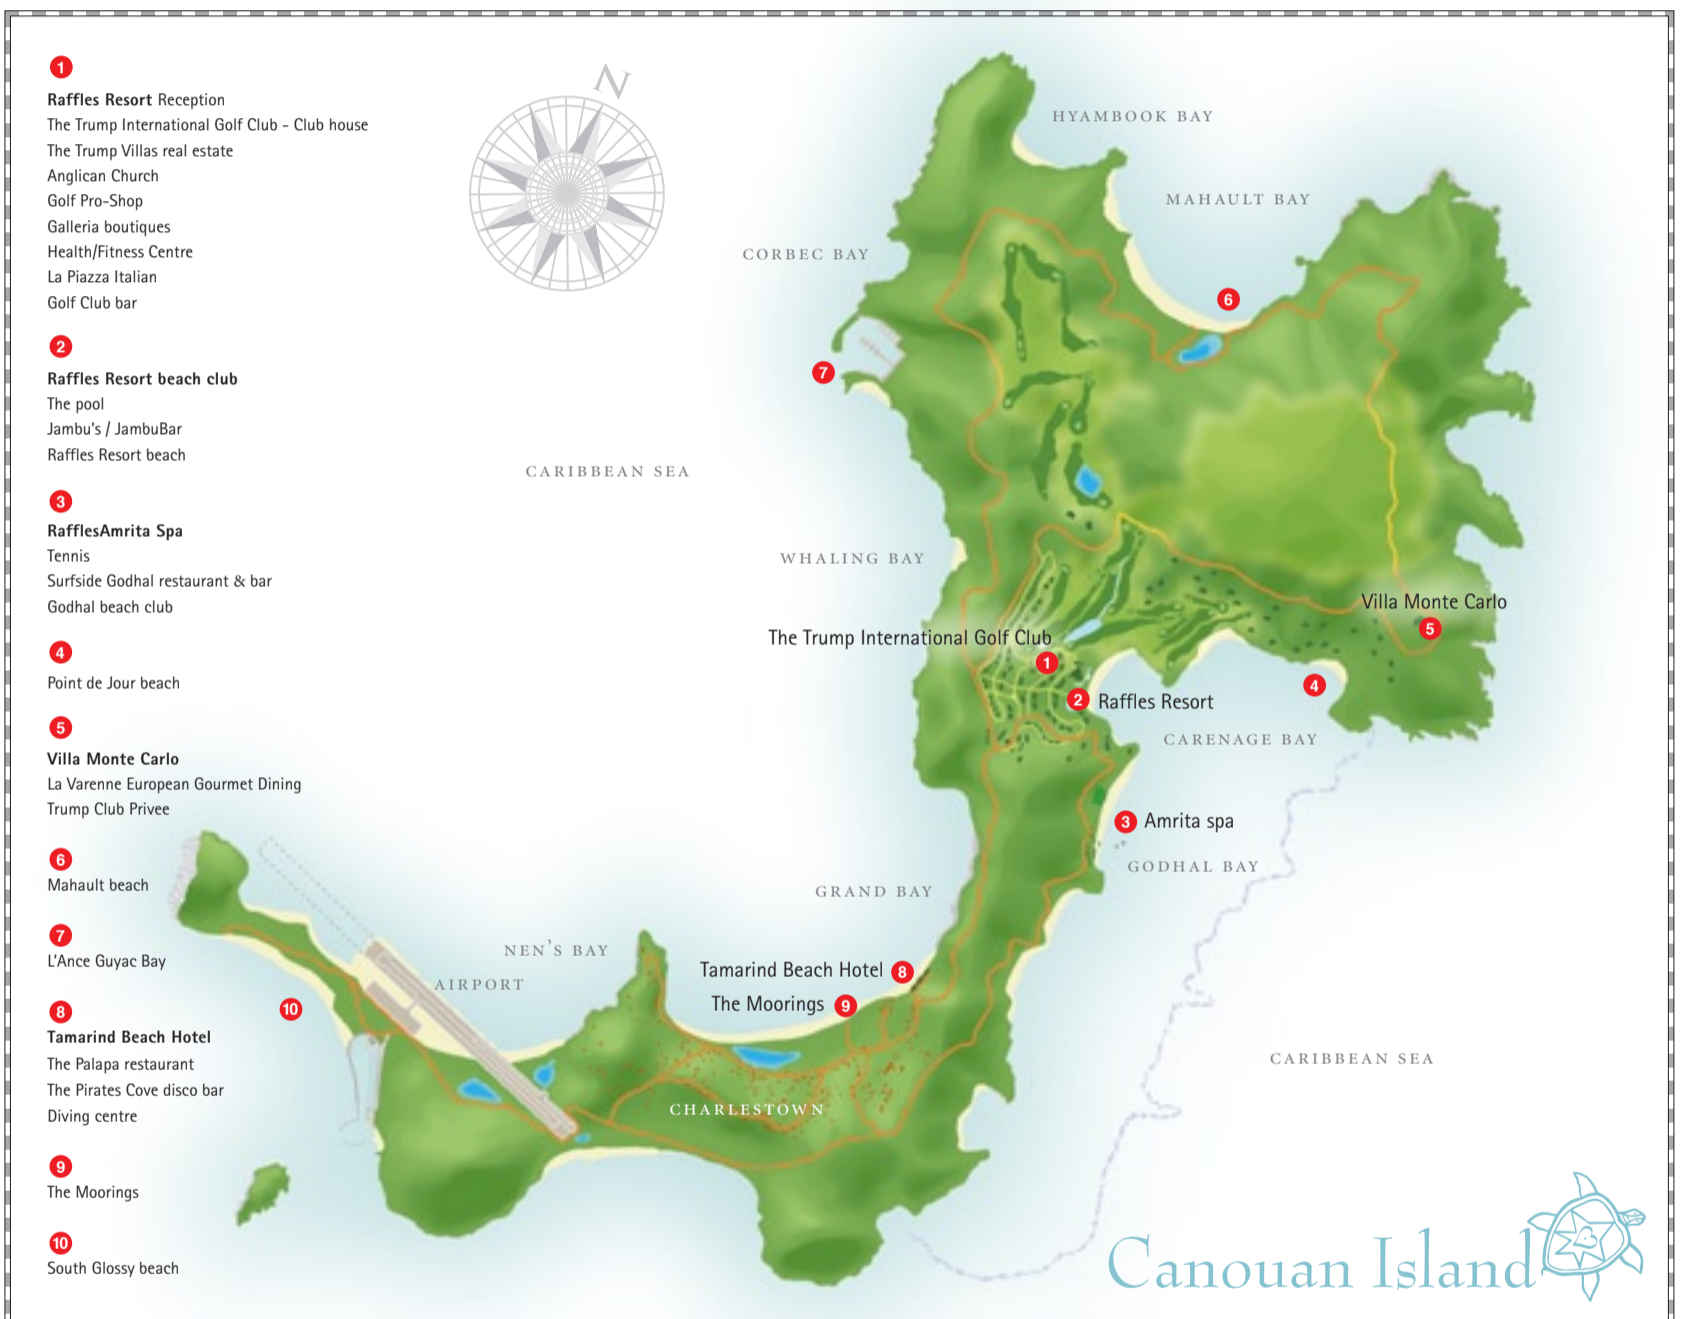 1
Raffles Resort Reception
The Trump International Golf Club - Club house
The Trump Villas real estate
Anglican Church
Golf Pro-Shop
Galleria boutiques
Health/Fitness Centre
La Piazza Italian
Golf Club bar
2
Raffles Resort beach club
The pool
Jambu's / JambuBar
Raffles Resort beach
3
RafflesAmrita Spa
Tennis
Surfside Godhal restaurant & bar
Godhal beach club
4
Point de Jour beach
5
Villa Monte Carlo
La Varenne European Gourmet Dining
Trump Club Privee
6
Mahault beach
7
L'Ance Guyac Bay
8
Tamarind Beach Hotel
The Palapa restaurant
The Pirates Cove disco bar
Diving centre
9
The Moorings
10
South Glossy beach
N
HYAMBOOK BAY
MAHAULT BAY
CORBEC BAY
6
7
CARIBBEAN SEA
WHALING BAY
Villa Monte Carlo
5
The Trump International Golf Club
1
4
2 Raffles Resort
CARENAGE BAY
3 Amrita spa
GODHAL BAY
GRAND BAY
NEN'S BAY
Tamarind Beach Hotel 8
AIRPORT
The Moorings 9
10
CARIBBEAN SEA
CHARLESTOWN
Canouan Island